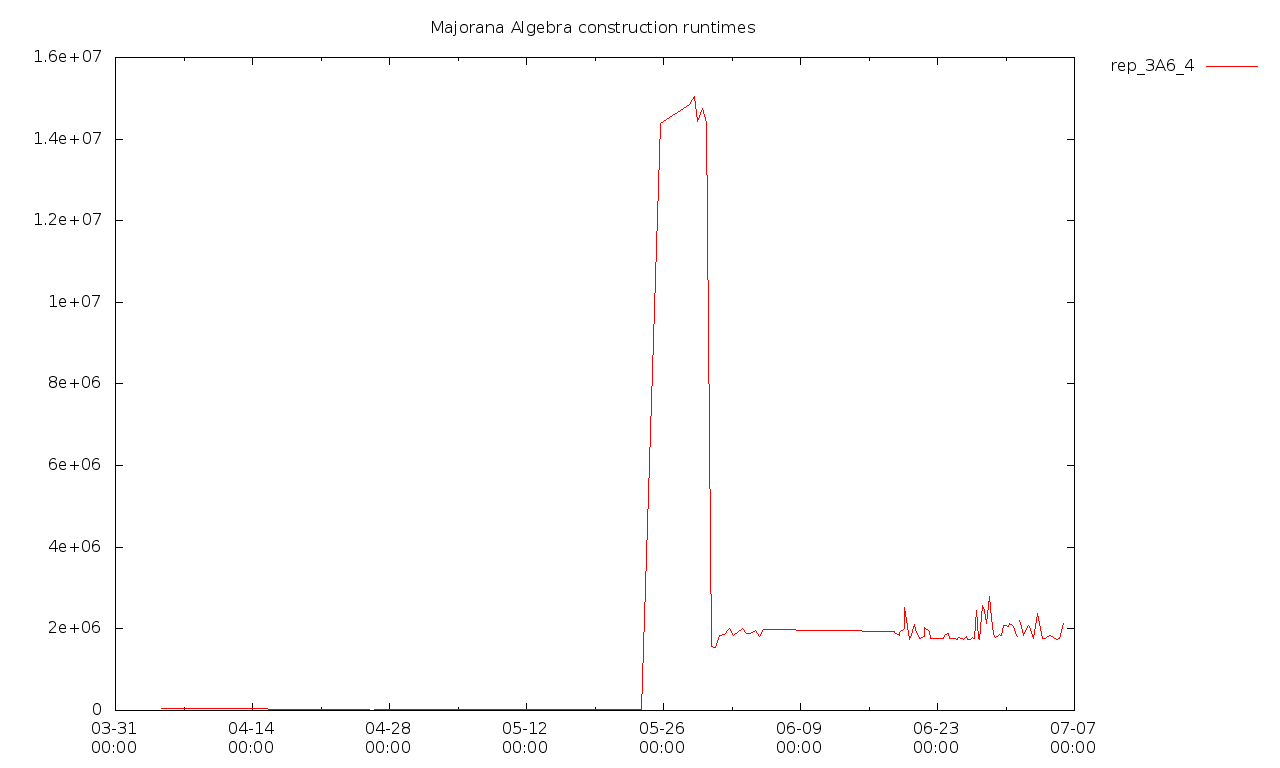 Majorana Algebra construction runtimes
rep_3A6_4
1.6e+07
1.4e+07
1.2e+07
1e+07
8e+06
6e+06
4e+06
2e+06
0
03-31 04-14 04-28 05-12 05-26 06-09 06-23 07-07
00:00 00:00 00:00 00:00 00:00 00:00 00:00 00:00